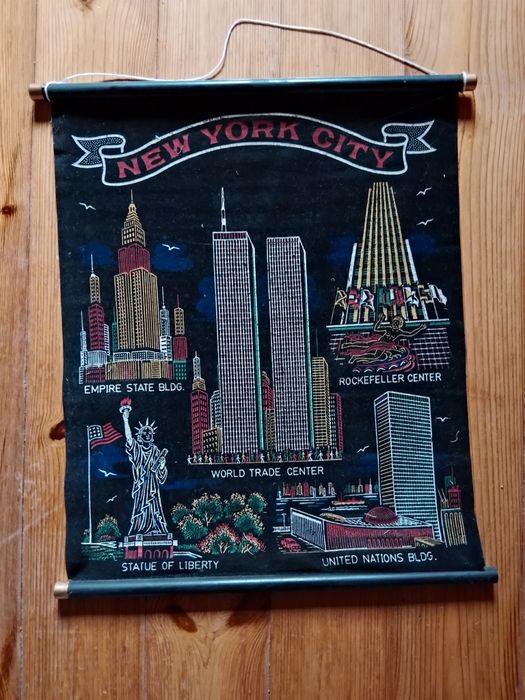 NEW YORK CITY
EMPIRE STATE BLDG.
ROCKEFELLER CENTER
WORLD TRADE CENTER
STATUE OF LIBERTY
UNITED NATIONS BLDG.